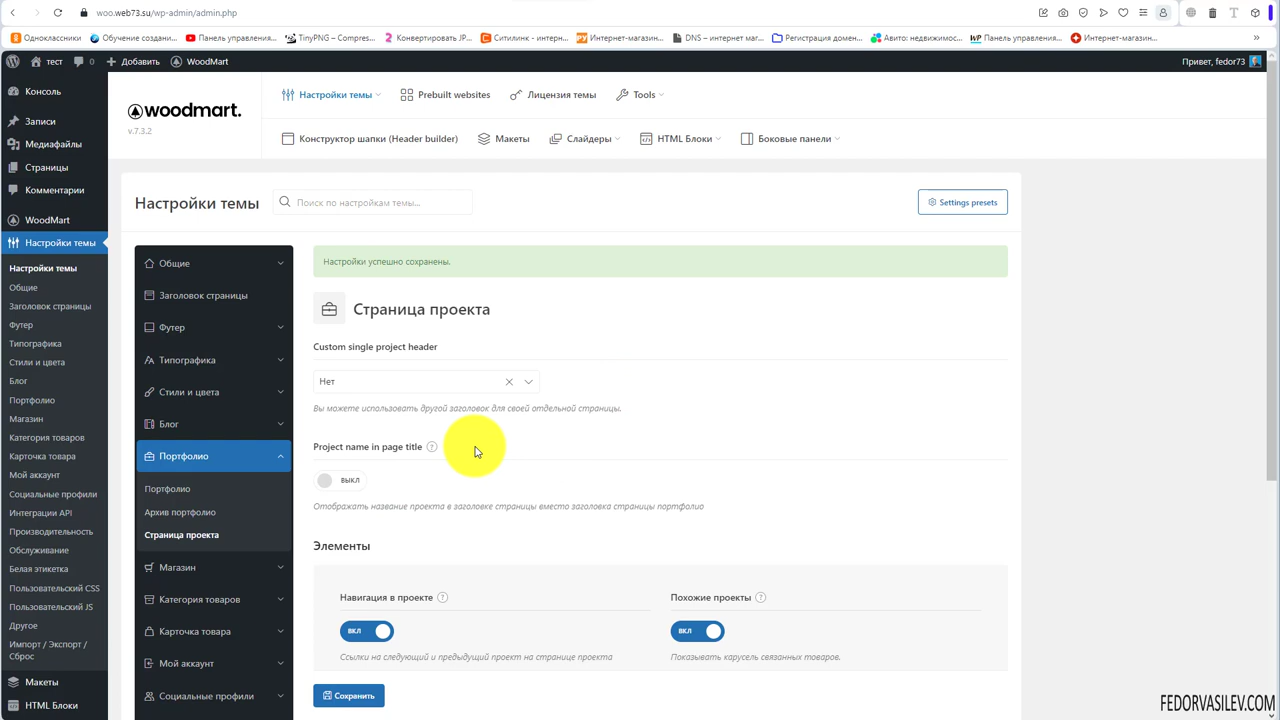 woo.web73.su/wp-admin/admin.php
Одноклассники
Обучение создани...
Панель управления...
TinyPNG – Compres...
Конвертировать JP...
Ситилинк - интерн...
Интернет-магазин...
DNS – интернет маг...
Регистрация домен...
Авито: недвижимос...
Панель управления...
Интернет-магазин...
тест
0
Добавить
WoodMart
Привет, fedor73
Консоль
Записи
Медиафайлы
Страницы
Комментарии
WoodMart
Настройки темы
Настройки темы
Общие
Заголовок страницы
Футер
Типографика
Стили и цвета
Блог
Портфолио
Магазин
Категория товаров
Карточка товара
Мой аккаунт
Социальные профили
Интеграции API
Производительность
Обслуживание
Белая этикетка
Пользовательский CSS
Пользовательский JS
Другое
Импорт / Экспорт /
Сброс
Макеты
HTML Блоки
woodmart.
v.7.3.2
Настройки темы
Prebuilt websites
Лицензия темы
Tools
Конструктор шапки (Header builder)
Макеты
Слайдеры
HTML Блоки
Боковые панели
Настройки темы
Поиск по настройкам темы...
Settings presets
Общие
Заголовок страницы
Футер
Типографика
Стили и цвета
Блог
Портфолио
Портфолио
Архив портфолио
Страница проекта
Магазин
Категория товаров
Карточка товара
Мой аккаунт
Социальные профили
Настройки успешно сохранены.
Страница проекта
Custom single project header
Нет
Вы можете использовать другой заголовок для своей отдельной страницы.
Project name in page title
ВЫКЛ
Отображать название проекта в заголовке страницы вместо заголовка страницы портфолио
Элементы
Навигация в проекте
ВКЛ
Ссылки на следующий и предыдущий проект на странице проекта
Похожие проекты
ВКЛ
Показывать карусель связанных товаров.
Сохранить
FEDORVASILEV.COM